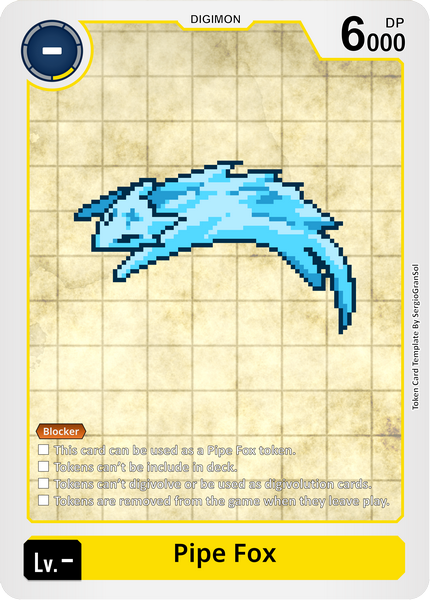 DIGIMON
-
DP
6000
Token Card Template By SergioGranSol
Blocker
This card can be used as a Pipe Fox token.
Tokens can't be include in deck.
Tokens can't digivolve or be used as digivolution cards.
Tokens are removed from the game when they leave play.
Lv.-
Pipe Fox